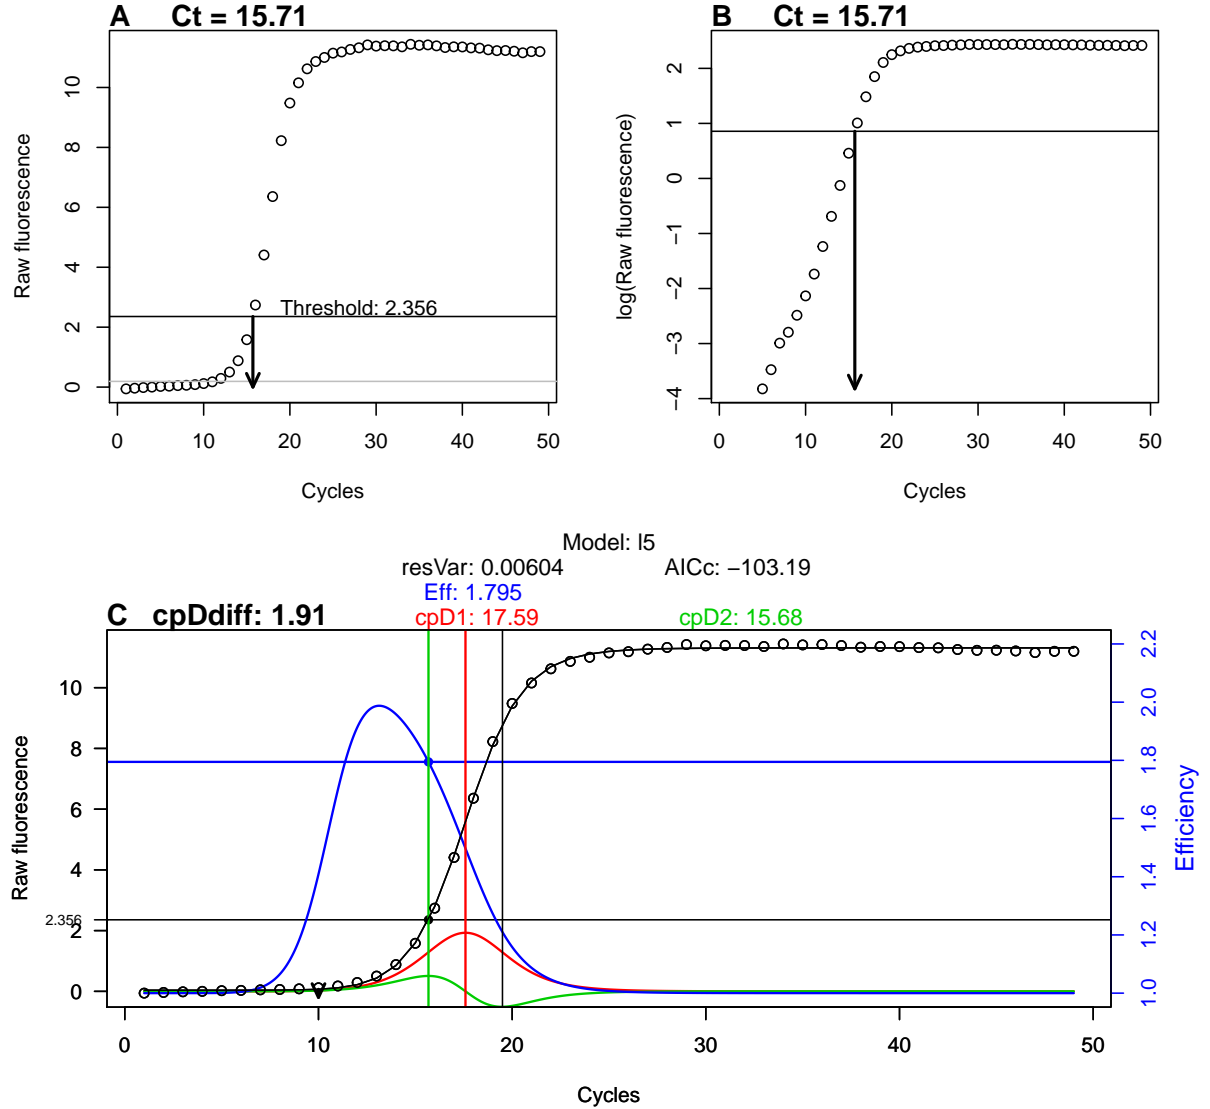 A Ct = 15.71
Raw fluorescence
0 2 4 6 8 10
Threshold: 2.356
0 10 20 30 40 50
Cycles
B Ct = 15.71
log(Raw fluorescence)
−4 −3 −2 −1 0 1 2
0 10 20 30 40 50
Cycles
Model: l5
resVar: 0.00604 AICc: −103.19
Eff: 1.795
C cpDdiff: 1.91 cpD1: 17.59 cpD2: 15.68
Raw fluorescence
0 2 4 6 8 10
2.356
1.0 1.2 1.4 1.6 1.8 2.0 2.2
Efficiency
0 10 20 30 40 50
Cycles